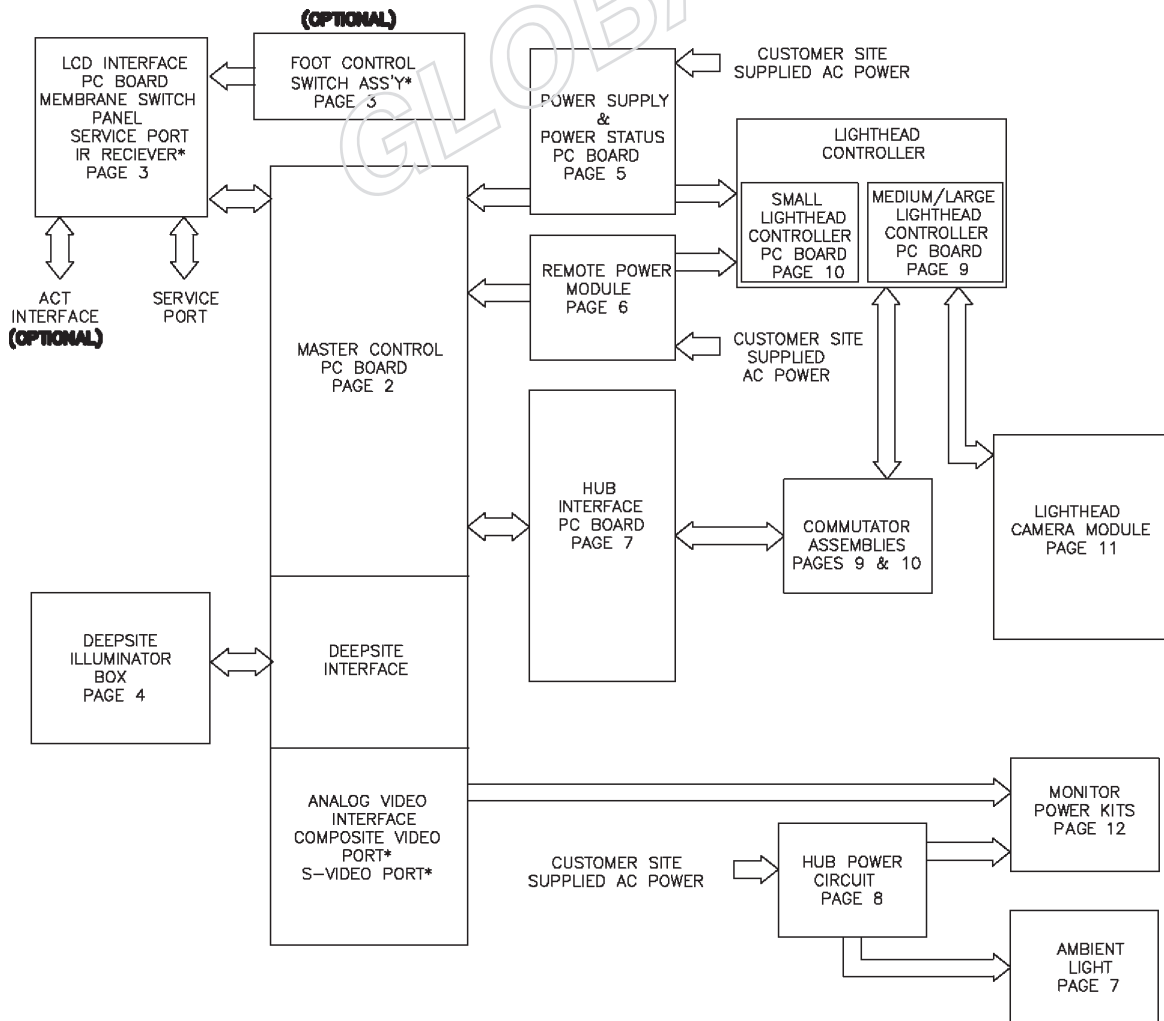 (OPTIONAL)
LCD INTERFACE
PC BOARD
MEMBRANE SWITCH
PANEL
SERVICE PORT
IR RECIEVER*
PAGE 3
FOOT CONTROL
SWITCH ASS'Y*
PAGE 3
POWER SUPPLY
&
POWER STATUS
PC BOARD
PAGE 5
CUSTOMER SITE
SUPPLIED AC POWER
LIGHTHEAD
CONTROLLER
SMALL
LIGHTHEAD
CONTROLLER
PC BOARD
PAGE 10
MEDIUM/LARGE
LIGHTHEAD
CONTROLLER
PC BOARD
PAGE 9
ACT
INTERFACE
(OPTIONAL)
SERVICE
PORT
MASTER CONTROL
PC BOARD
PAGE 2
REMOTE POWER
MODULE
PAGE 6
CUSTOMER SITE
SUPPLIED
AC POWER
HUB
INTERFACE
PC BOARD
PAGE 7
COMMUTATOR
ASSEMBLIES
PAGES 9 & 10
LIGHTHEAD
CAMERA MODULE
PAGE 11
DEEPSITE
ILLUMINATOR
BOX
PAGE 4
DEEPSITE
INTERFACE
ANALOG VIDEO
INTERFACE
COMPOSITE VIDEO
PORT*
S-VIDEO PORT*
CUSTOMER SITE
SUPPLIED AC POWER
HUB POWER
CIRCUIT
PAGE 8
MONITOR
POWER KITS
PAGE 12
AMBIENT
LIGHT
PAGE 7